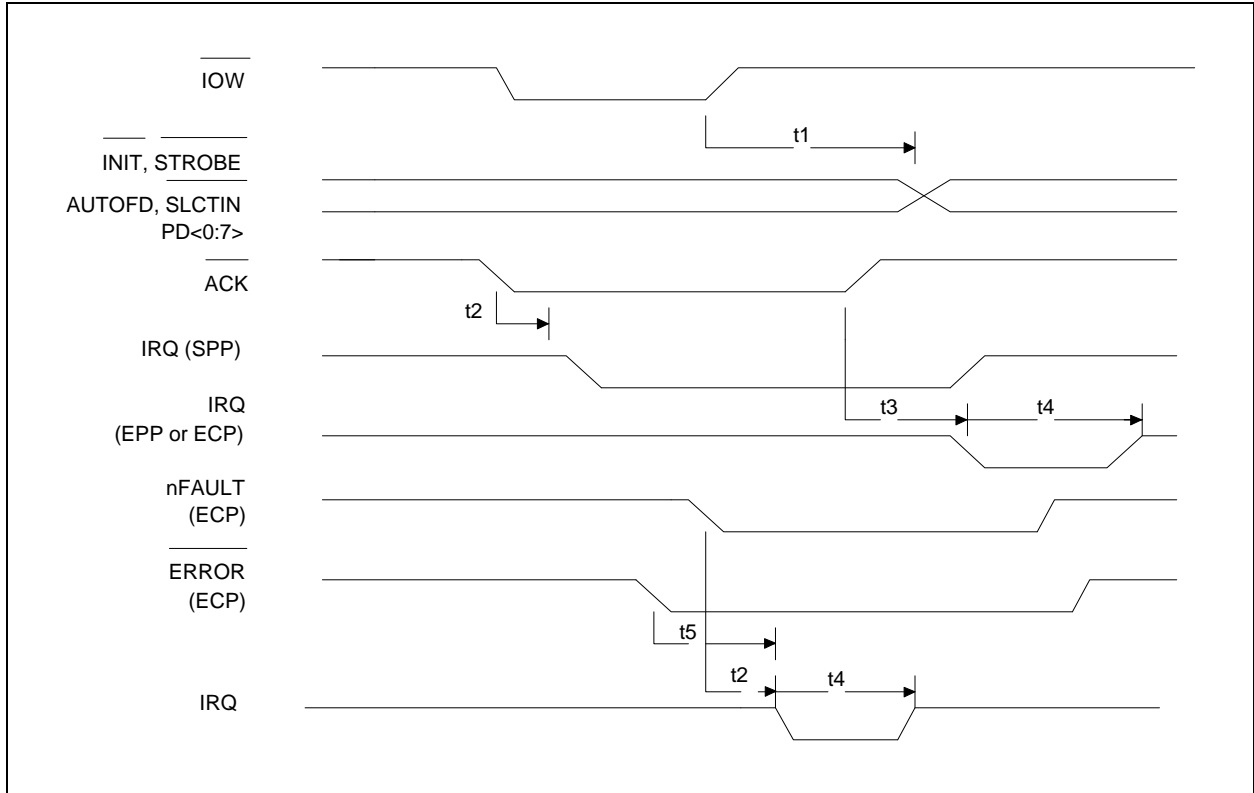 IOW
t1
INIT, STROBE
AUTOFD, SLCTIN
PD<0:7>
ACK
t2
IRQ (SPP)
IRQ
(EPP or ECP)
t3
t4
nFAULT
(ECP)
ERROR
(ECP)
t5
t2
t4
IRQ